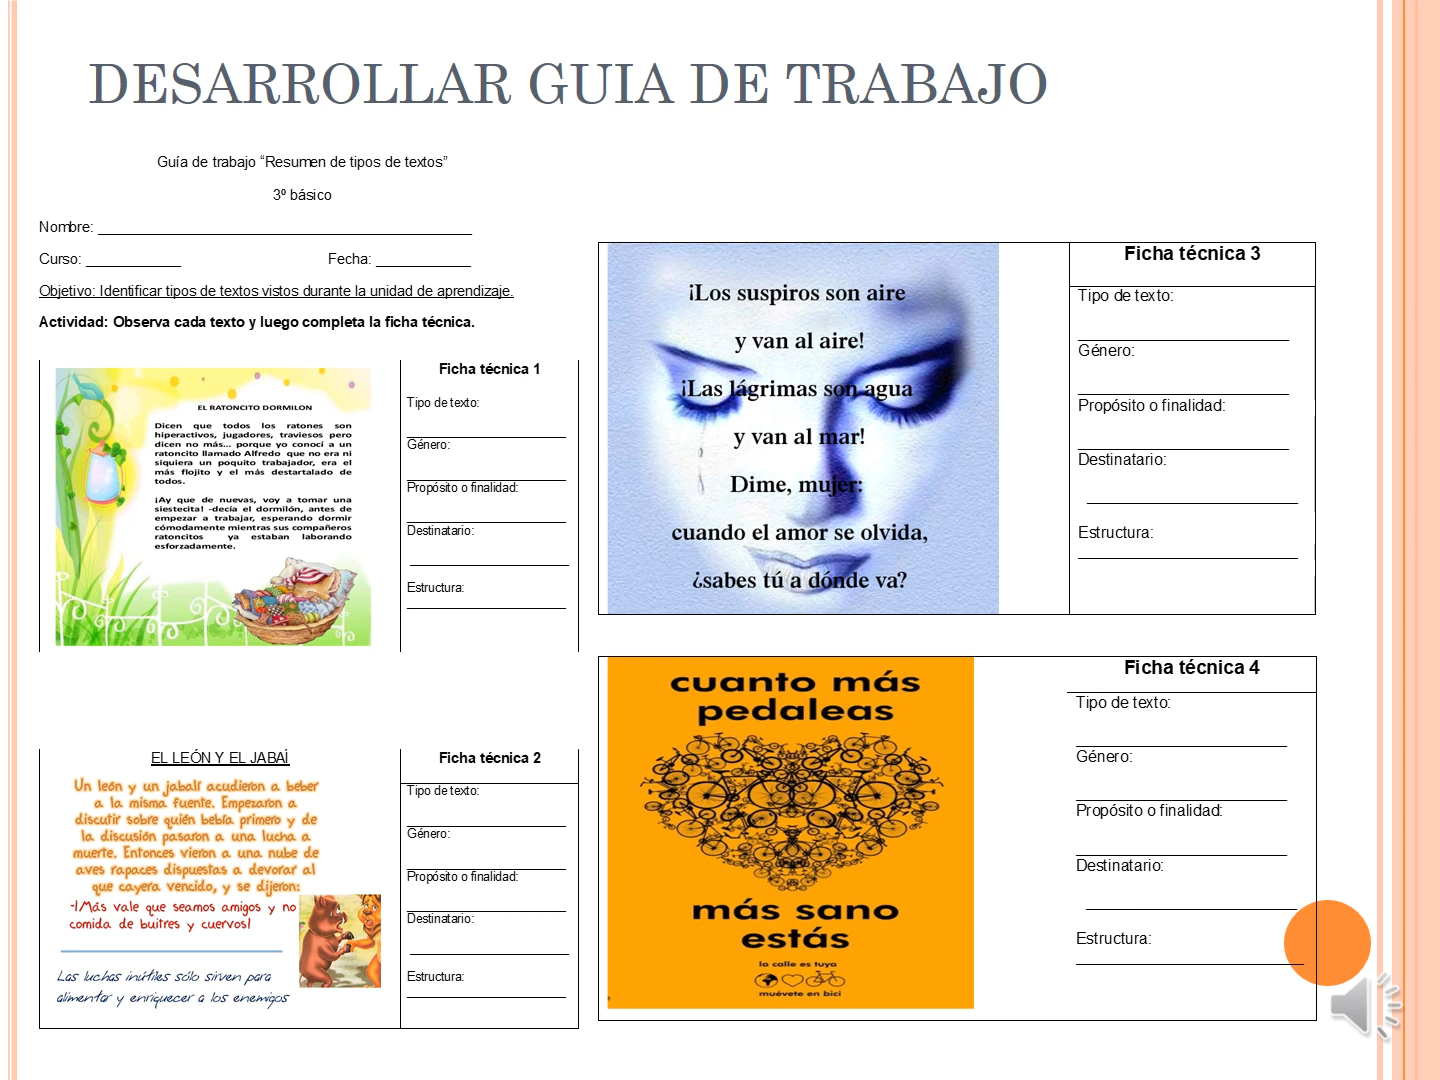 DESARROLLAR GUIA DE TRABAJO
Guía de trabajo “Resumen de tipos de textos”
3º básico
Nombre: ______________________________________________
Curso: ____________ Fecha: ____________
Objetivo: Identificar tipos de textos vistos durante la unidad de aprendizaje.
Actividad: Observa cada texto y luego completa la ficha técnica.
EL RATONCITO DORMILON
Dicen que todos los ratones son
hiperactivos, jugadores, traviesos pero
dicen no más... porque yo conocí a un
ratoncito llamado Alfredo que no era ni
siquiera un poquito trabajador, era el
más flojito y el más destartalado de
todos.
¡Ay que de nuevas, voy a tomar una
siestecita! -decía el dormilón, antes de
empezar a trabajar, esperando dormir
cómodamente mientras sus compañeros
ratoncitos ya estaban laborando
esforzadamente.
Ficha técnica 1
Tipo de texto:
Género:
Propósito o finalidad:
Destinatario:
Estructura:
EL LEÓN Y EL JABAÍ
Un león y un jabalí acudieron a beber
a la misma fuente. Empezaron a
discutir sobre quién bebía primero y de
la discusión pasaron a una lucha a
muerte. Entonces vieron a una nube de
aves rapaces dispuestas a devorar al
que cayera vencido, y se dijeron:
-¡Más vale que seamos amigos y no
comida de buitres y cuervos!
Las luchas inútiles sólo sirven para
alimentar y enriquecer a los enemigos
Ficha técnica 2
Tipo de texto:
Género:
Propósito o finalidad:
Destinatario:
Estructura:
¡Los suspiros son aire
y van al aire!
¡Las lágrimas son agua
y van al mar!
Dime, mujer:
cuando el amor se olvida,
¿sabes tú a dónde va?
Ficha técnica 3
Tipo de texto:
Género:
Propósito o finalidad:
Destinatario:
Estructura:
cuanto más
pedaleas
más sano
estás
la calle es tuya
muévete en bici
Ficha técnica 4
Tipo de texto:
Género:
Propósito o finalidad:
Destinatario:
Estructura: